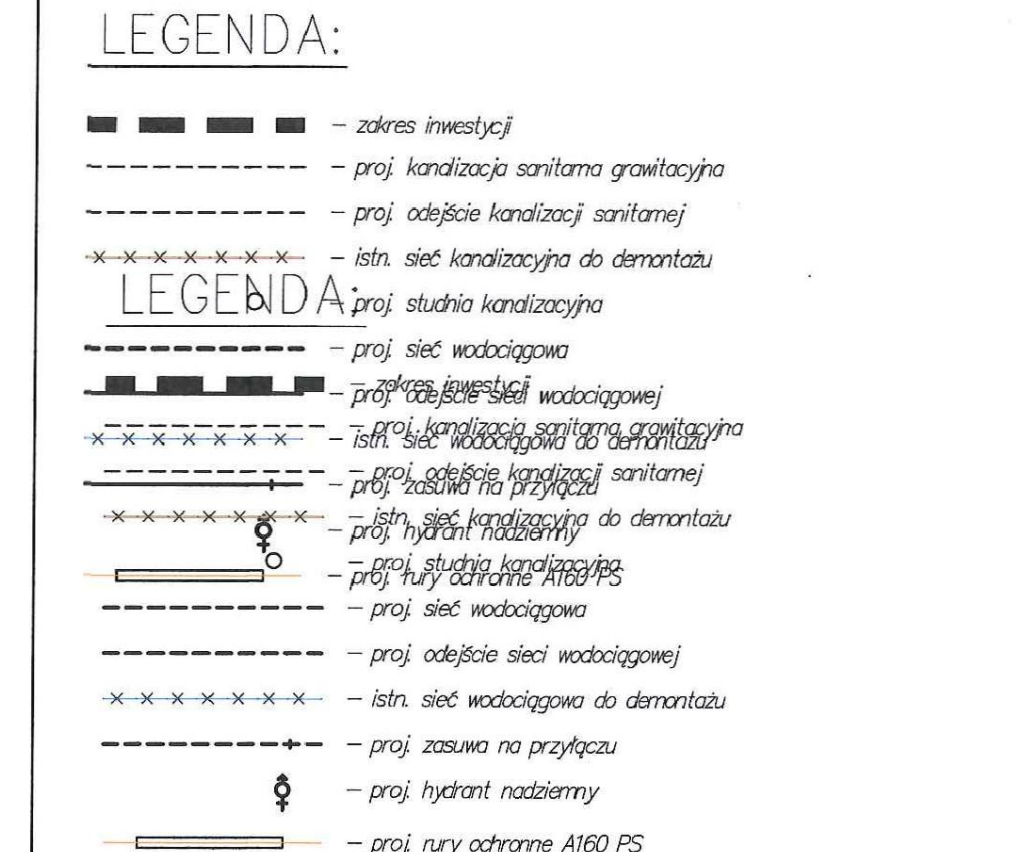 LEGENDA:
– zakres inwestycji
– proj. kanalizacja sanitarna grawitacyjna
– proj. odejście kanalizacji sanitarnej
– istn. sieć kanalizacyjna do demontażu
LEGENDA:
– proj. studnia kanalizacyjna
– proj. sieć wodociągowa
– zakres inwestycji
– proj. odejście sieci wodociągowej
– proj. kanalizacja sanitarna grawitacyjna
– istn. sieć wodociągowa do demontażu
– proj. odejście kanalizacji sanitarnej
– proj. zasuwa na przyłączu
– istn. sieć kanalizacyjna do demontażu
– proj. hydrant nadziemny
– proj. studnia kanalizacyjna
– proj. rury ochronne A160 PS
– proj. sieć wodociągowa
– proj. odejście sieci wodociągowej
– istn. sieć wodociągowa do demontażu
– proj. zasuwa na przyłączu
– proj. hydrant nadziemny
– proj. rury ochronne A160 PS